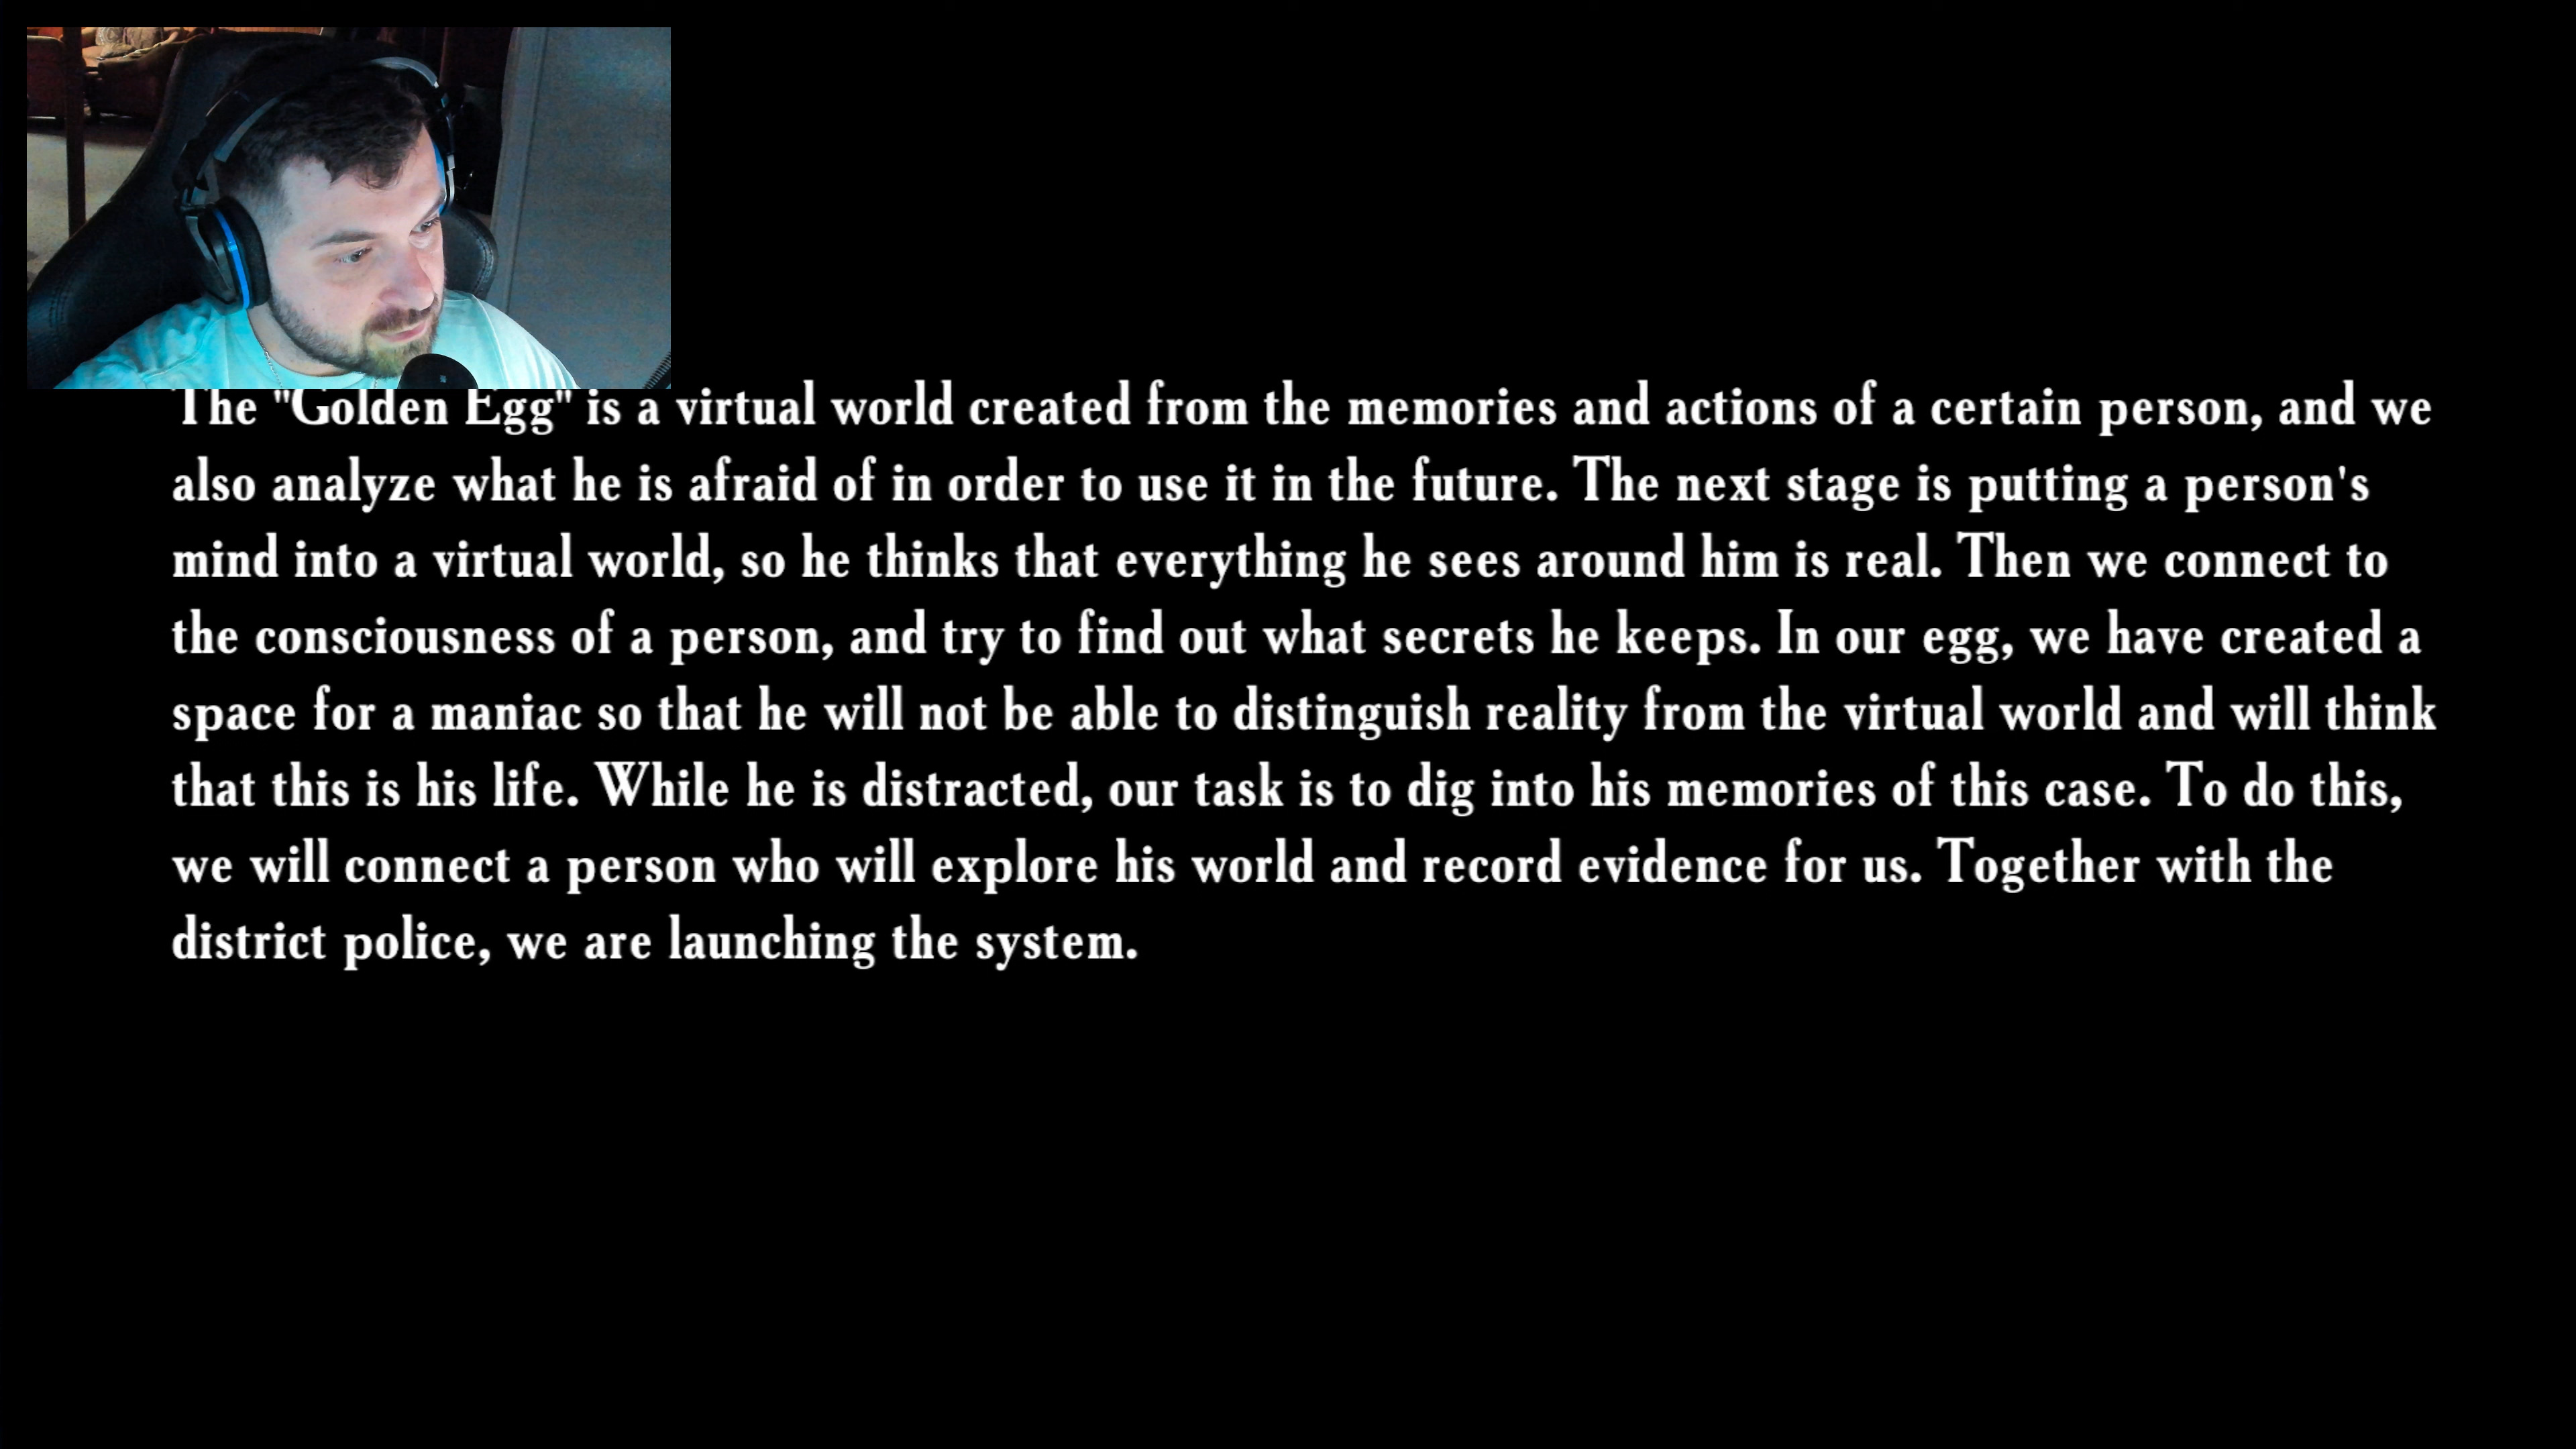 The "Golden Egg" is a virtual world created from the memories and actions of a certain person, and we
also analyze what he is afraid of in order to use it in the future. The next stage is putting a person's
mind into a virtual world, so he thinks that everything he sees around him is real. Then we connect to
the consciousness of a person, and try to find out what secrets he keeps. In our egg, we have created a
space for a maniac so that he will not be able to distinguish reality from the virtual world and will think
that this is his life. While he is distracted, our task is to dig into his memories of this case. To do this,
we will connect a person who will explore his world and record evidence for us. Together with the
district police, we are launching the system.